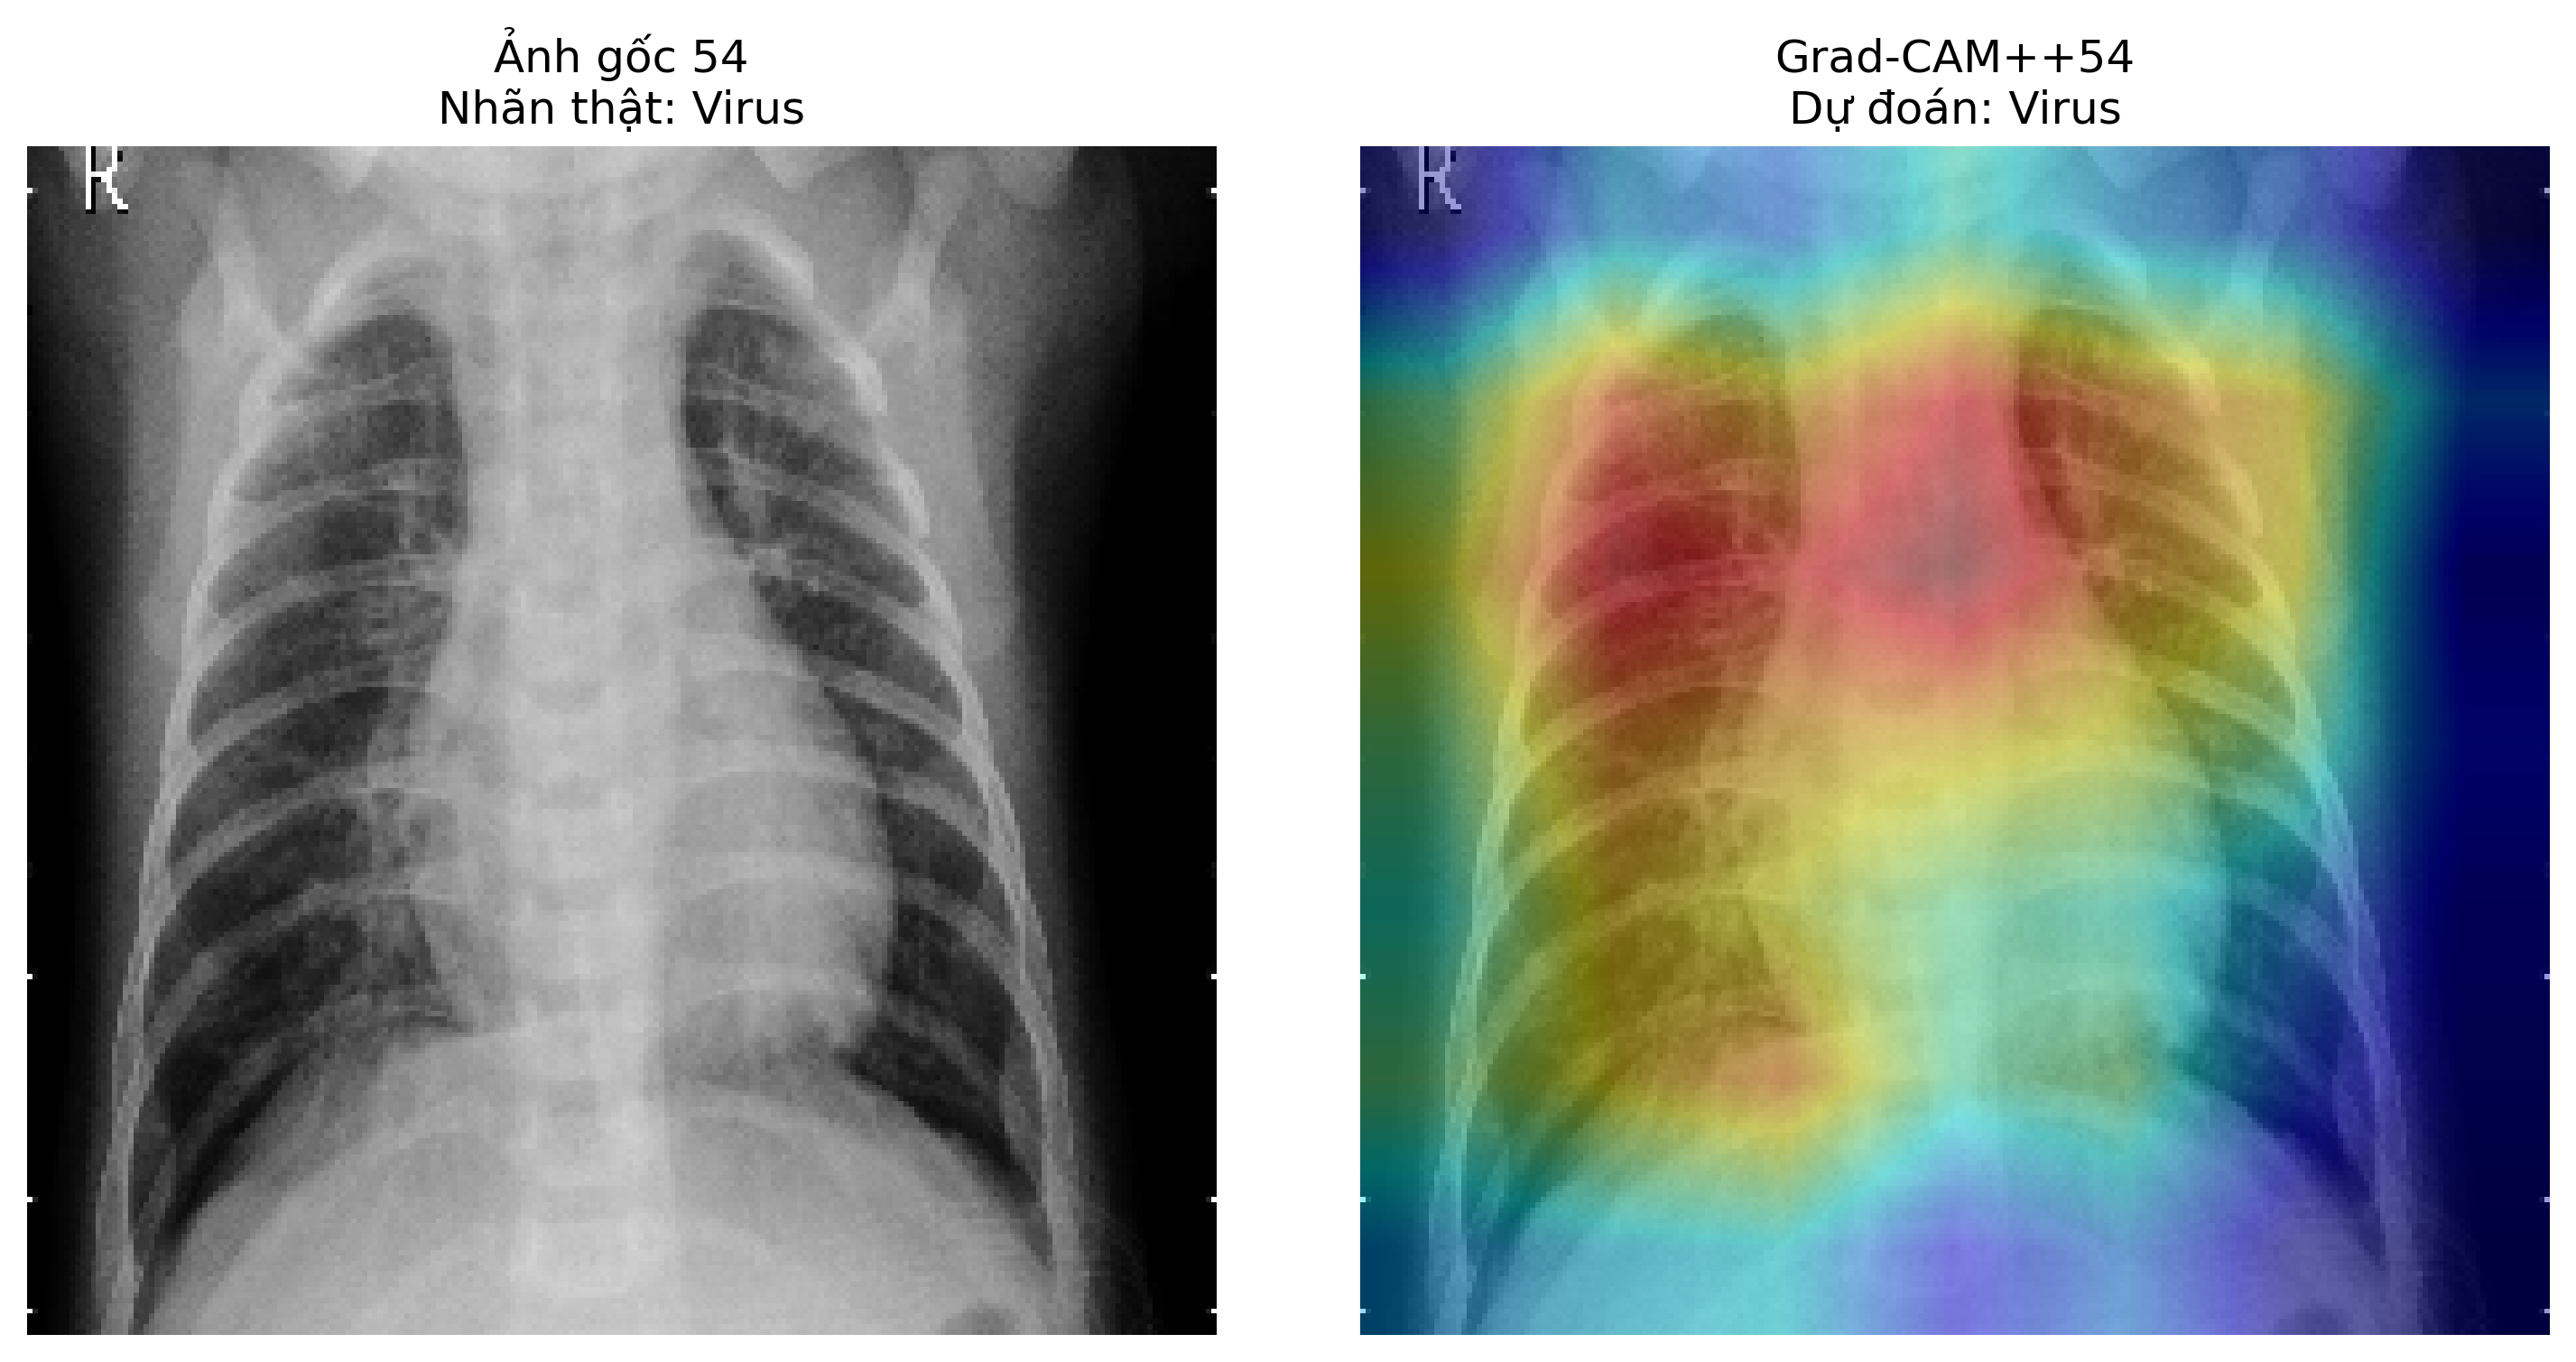 Ảnh gốc 54
Nhãn thật: Virus
Grad-CAM++54
Dự đoán: Virus
R